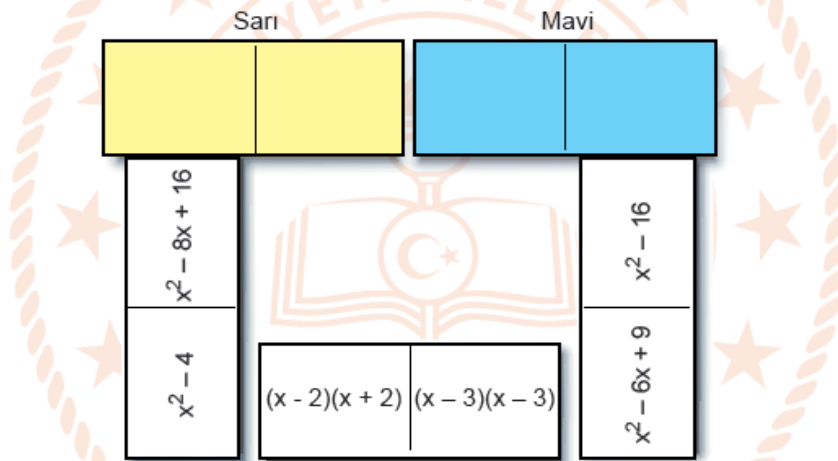 Sarı Mavi
x² – 8x + 16
x² – 16
x² – 4
(x - 2)(x + 2) (x – 3)(x – 3)
x² – 6x + 9